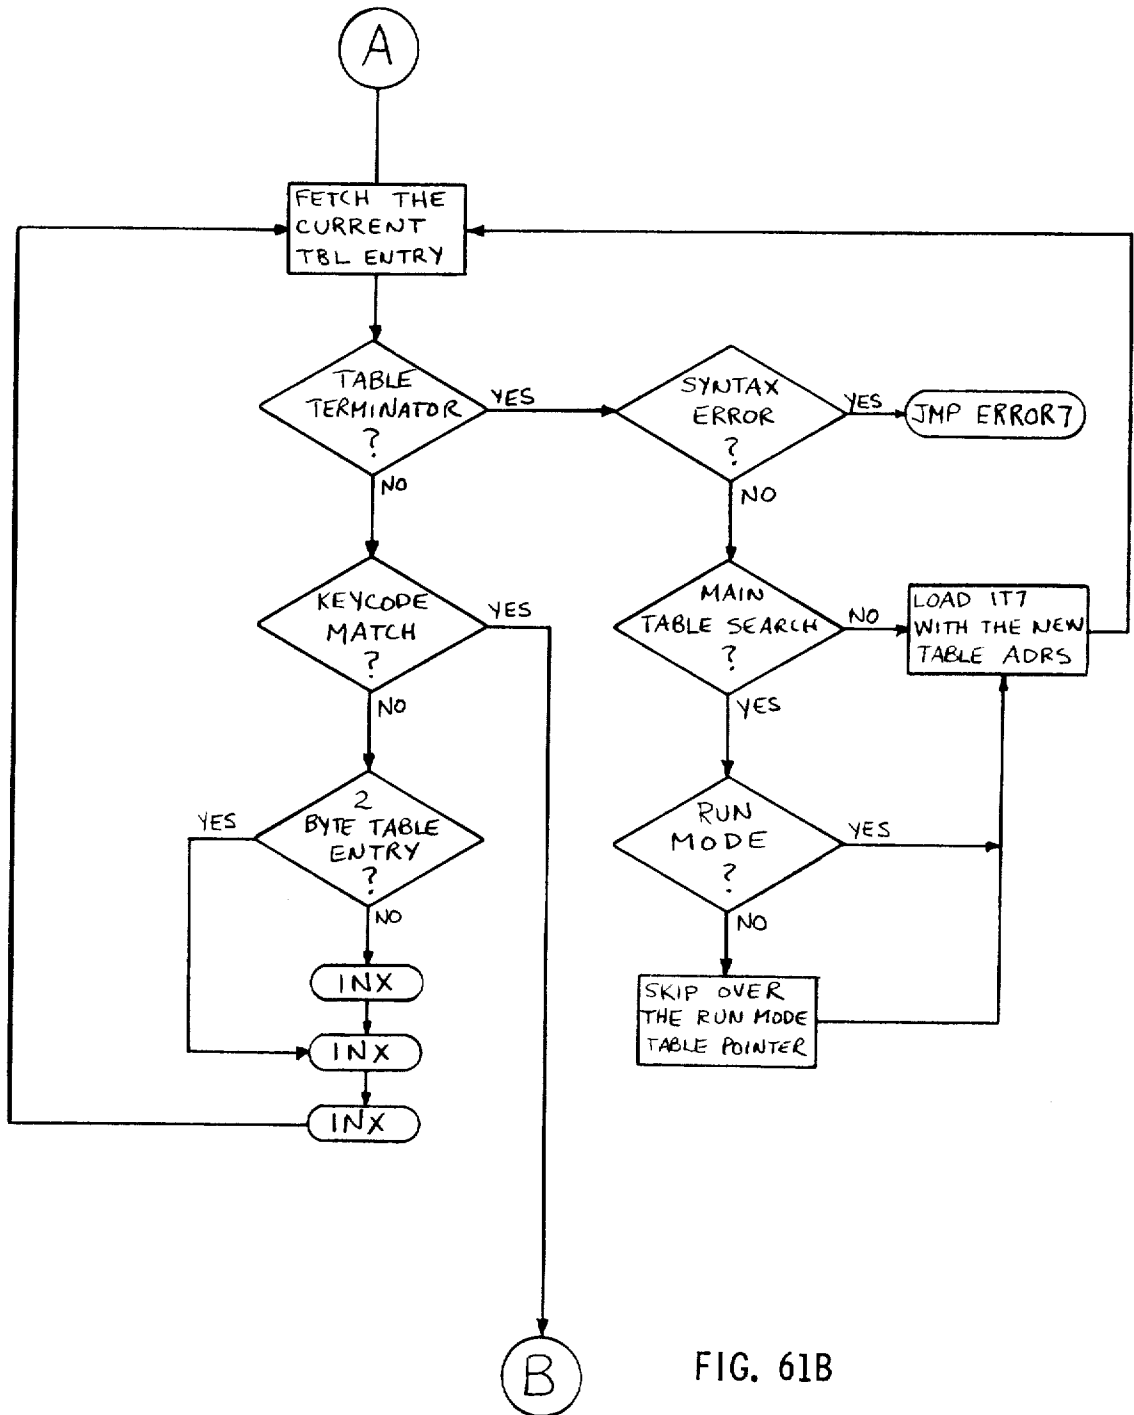 A
FETCH THE
CURRENT
TBL ENTRY
TABLE
TERMINATOR
?
YES
NO
SYNTAX
ERROR
?
YES
JMP ERROR7
NO
KEYCODE
MATCH
?
YES
NO
MAIN
TABLE SEARCH
?
NO
YES
LOAD IT7
WITH THE NEW
TABLE ADRS
2
BYTE TABLE
ENTRY
?
YES
NO
RUN
MODE
?
YES
NO
INX
INX
INX
SKIP OVER
THE RUN MODE
TABLE POINTER
B
FIG. 61B